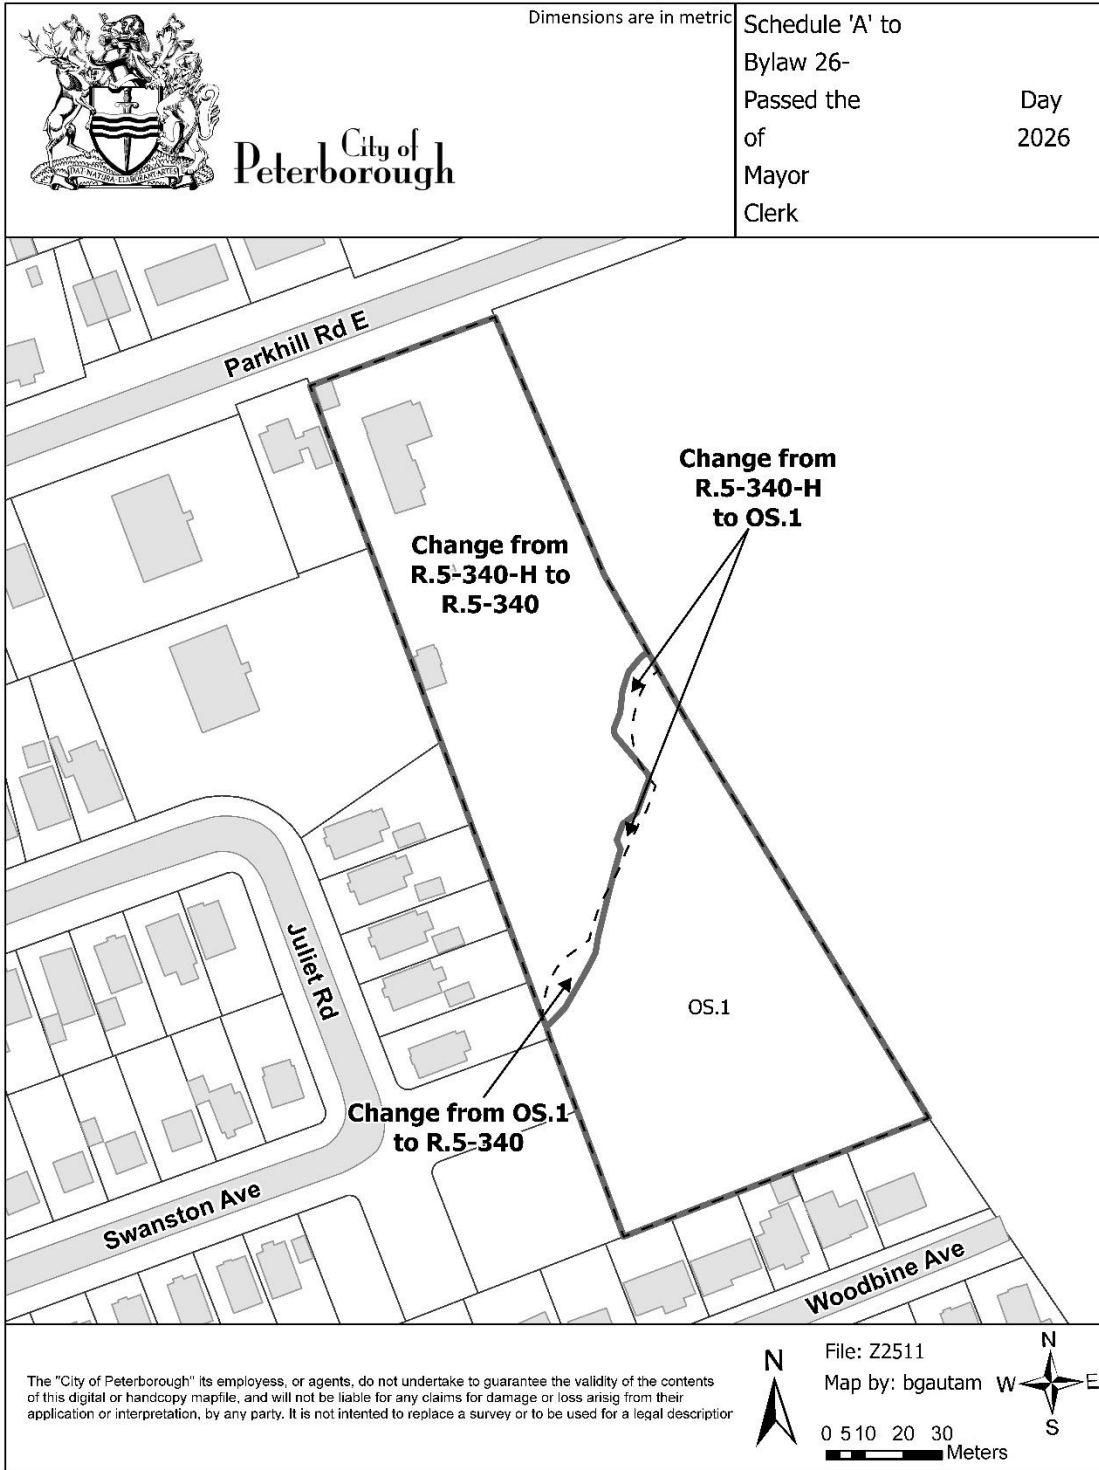 Dimensions are in metric
Schedule 'A' to
Bylaw 26-
Passed the Day
of 2026
Mayor
Clerk
DAT NATURA ELABORANT ARTES
City of
Peterborough
Parkhill Rd E
Change from
R.5-340-H
to OS.1
Change from
R.5-340-H to
R.5-340
Juliet Rd
OS.1
Change from OS.1
to R.5-340
Swanston Ave
Woodbine Ave
The "City of Peterborough" its employess, or agents, do not undertake to guarantee the validity of the contents
of this digital or handcopy mapfile, and will not be liable for any claims for damage or loss arisig from their
application or interpretation, by any party. It is not intended to replace a survey or to be used for a legal description
N
File: Z2511
Map by: bgautam
N
W E
S
0 5 10 20 30
Meters